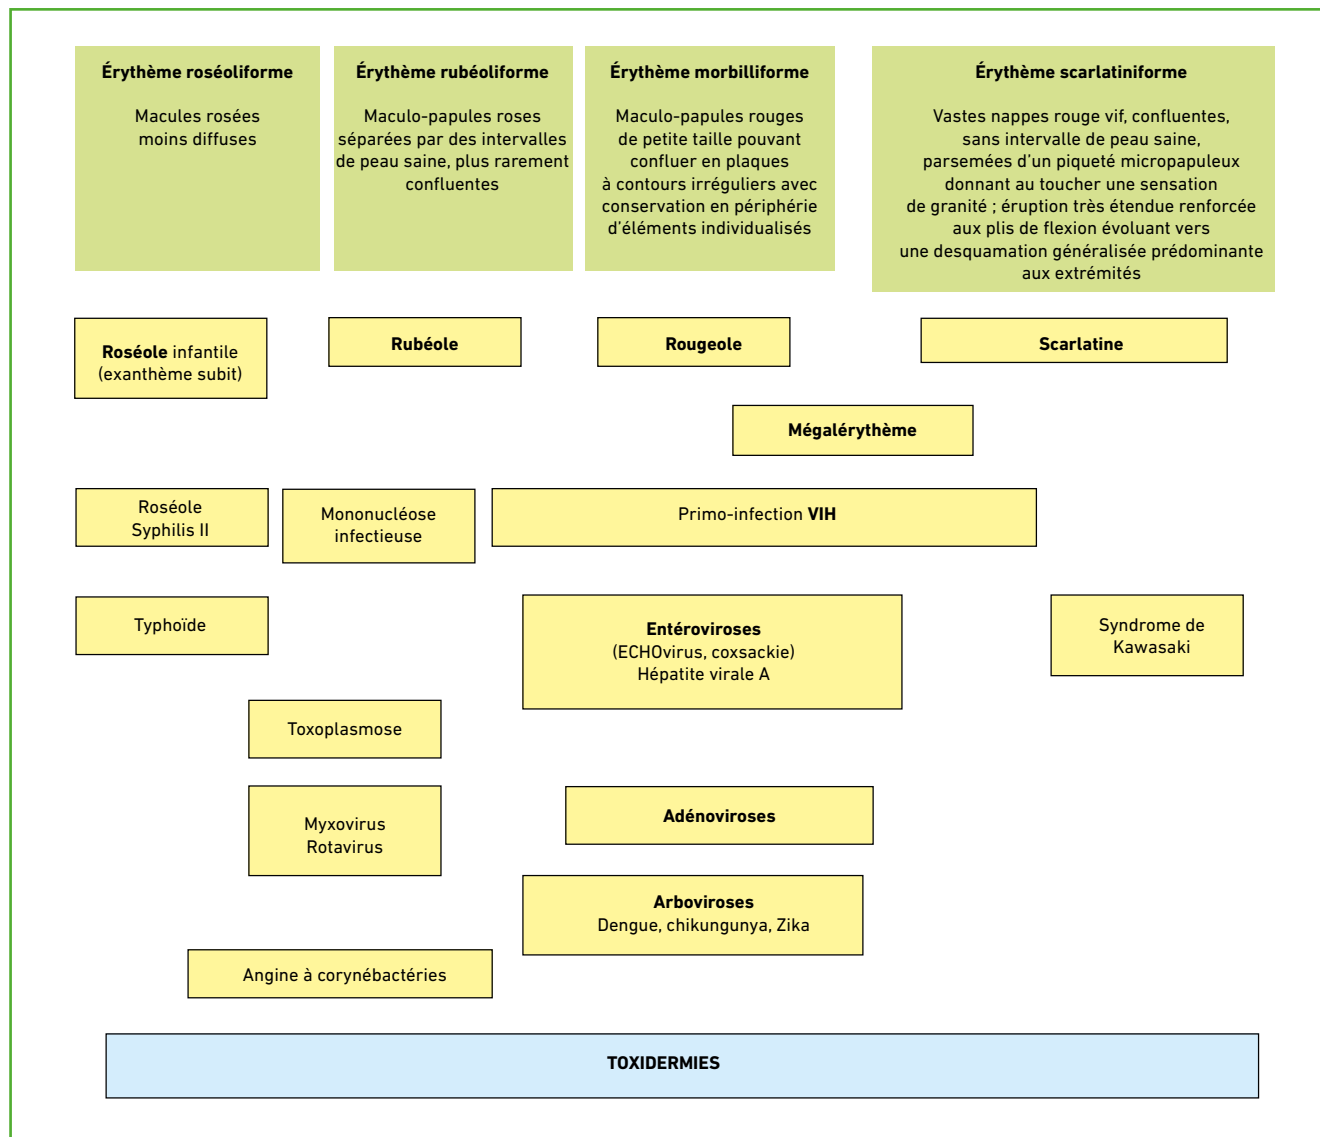 Érythème roséoliforme
Macules rosées
moins diffuses
Érythème rubéoliforme
Maculo-papules roses
séparées par des intervalles
de peau saine, plus rarement
confluentes
Érythème morbilliforme
Maculo-papules rouges
de petite taille pouvant
confluer en plaques
à contours irréguliers avec
conservation en périphérie
d'éléments individualisés
Érythème scarlatiniforme
Vastes nappes rouge vif, confluentes,
sans intervalle de peau saine,
parsemées d'un piqueté micropapuleux
donnant au toucher une sensation
de granité ; éruption très étendue renforcée
aux plis de flexion évoluant vers
une desquamation généralisée prédominante
aux extrémités
Roséole infantile
(exanthème subit)
Rubéole
Rougeole
Scarlatine
Mégalérythème
Roséole
Syphilis II
Mononucléose
infectieuse
Primo-infection VIH
Typhoïde
Entéroviroses
(ECHOvirus, coxsackie)
Hépatite virale A
Syndrome de
Kawasaki
Toxoplasmose
Myxovirus
Rotavirus
Adénoviroses
Arboviroses
Dengue, chikungunya, Zika
Angine à corynébactéries
TOXIDERMIES